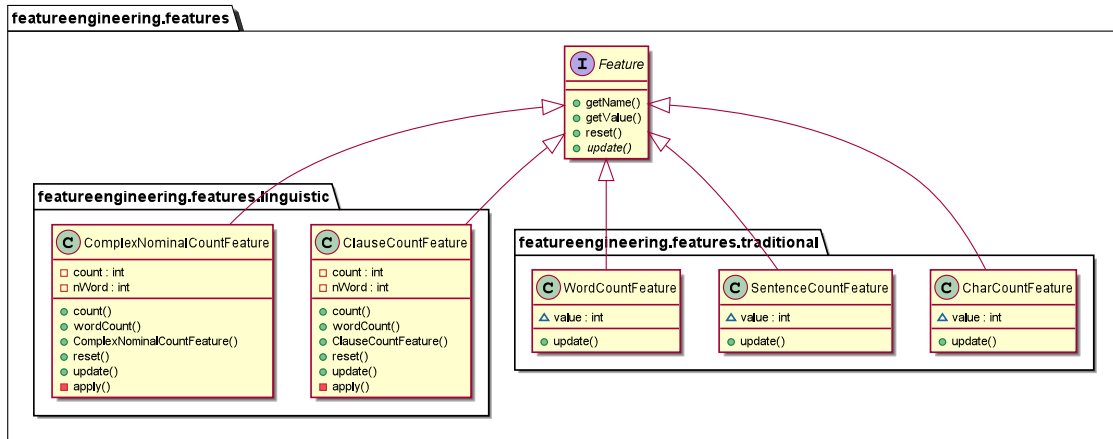 featureengineering.features
I Feature
getName()
getValue()
reset()
update()
featureengineering.features.linguistic
C ComplexNominalCountFeature
count : int
nWord : int
count()
wordCount()
ComplexNominalCountFeature()
reset()
update()
apply()
C ClauseCountFeature
count : int
nWord : int
count()
wordCount()
ClauseCountFeature()
reset()
update()
apply()
featureengineering.features.traditional
C WordCountFeature
value : int
update()
C SentenceCountFeature
value : int
update()
C CharCountFeature
value : int
update()